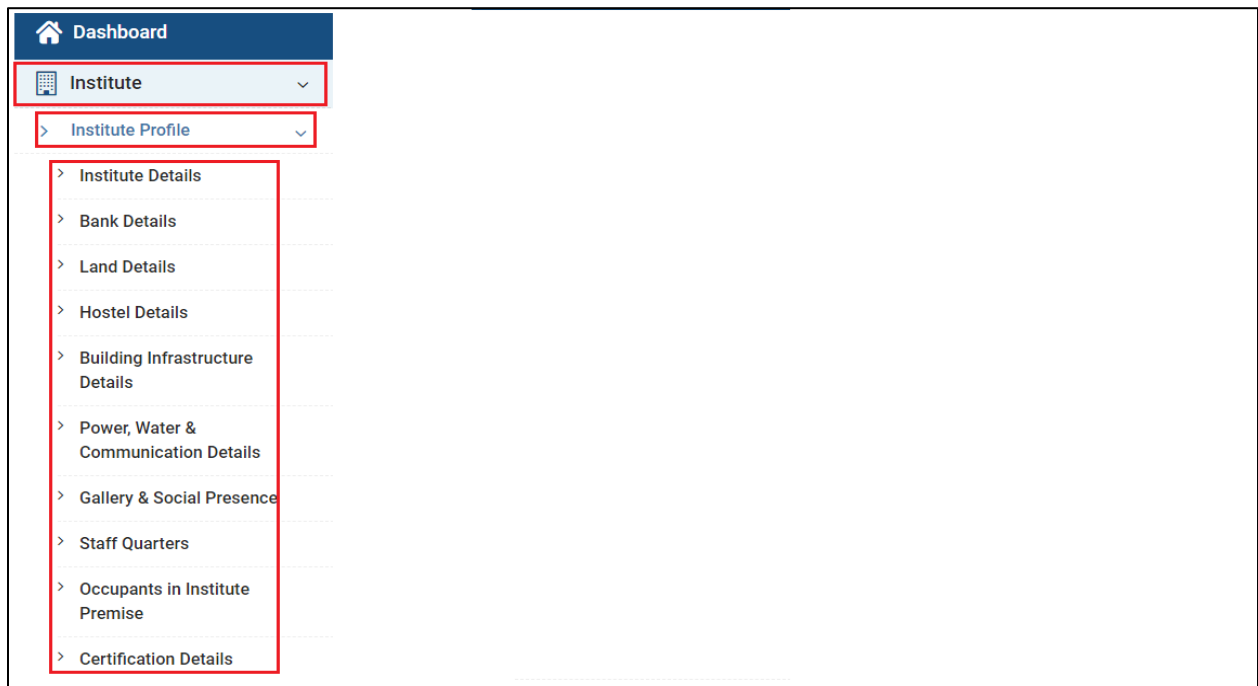 Dashboard
Institute
Institute Profile
Institute Details
Bank Details
Land Details
Hostel Details
Building Infrastructure
Details
Power, Water &
Communication Details
Gallery & Social Presence
Staff Quarters
Occupants in Institute
Premise
Certification Details